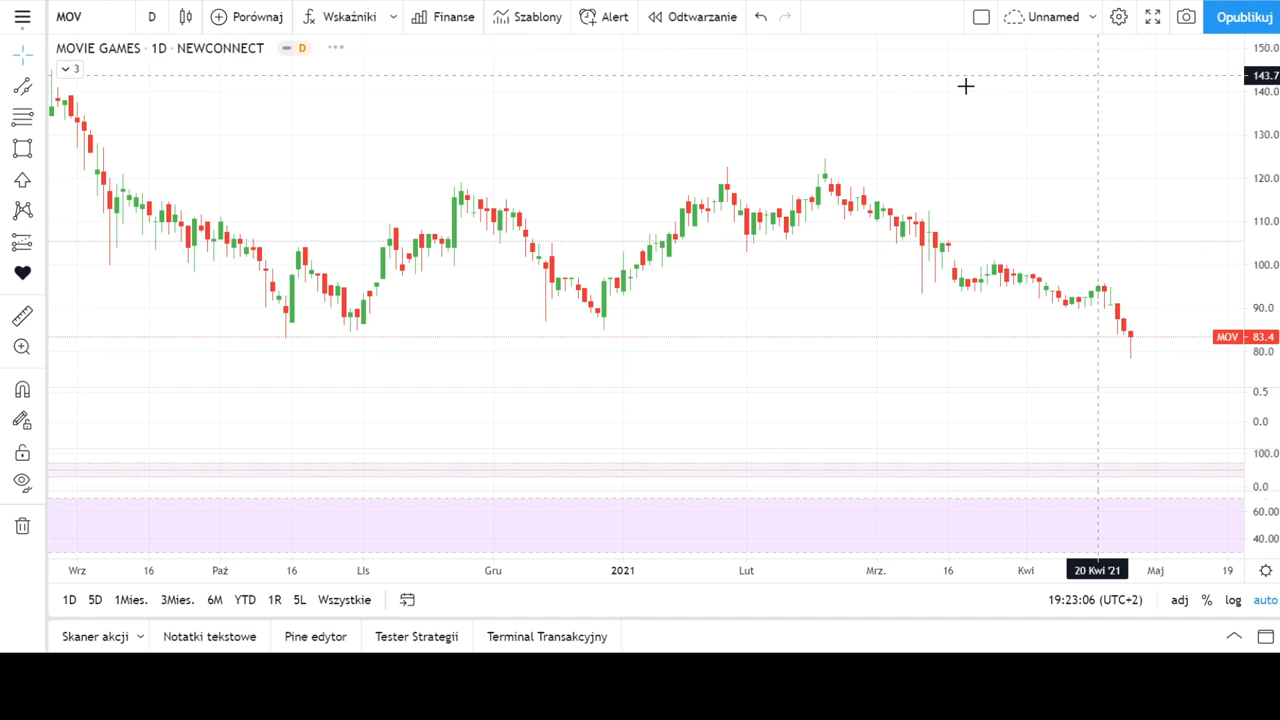 MOV D Porównaj Wskaźniki Finanse Szablony Alert Odtwarzanie Unnamed Opublikuj
MOVIE GAMES · 1D · NEWCONNECT D
3
150.0
143.7
140.0
130.0
120.0
110.0
100.0
90.0
MOV 83.4
80.0
0.5
0.0
100.0
0.0
60.00
40.00
Wrz 16 Paź 16 Lis Gru 2021 Lut Mrz. 16 Kwi 20 Kwi '21 Maj 19
1D 5D 1Mies. 3Mies. 6M YTD 1R 5L Wszystkie 19:23:06 (UTC+2) adj % log auto
Skaner akcji Notatki tekstowe Pine edytor Tester Strategii Terminal Transakcyjny